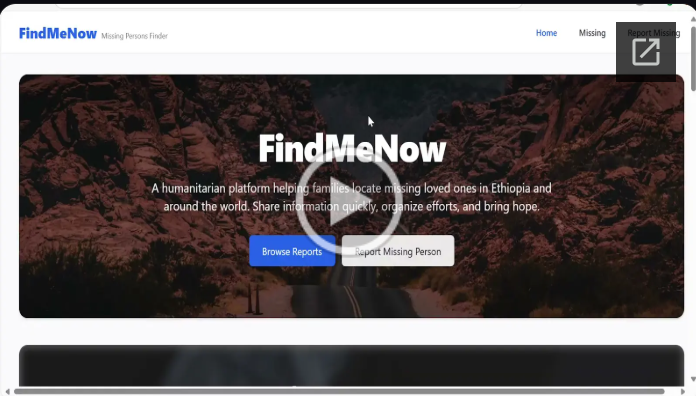 FindMeNow Missing Persons Finder
Home Missing Report Missing
FindMeNow
A humanitarian platform helping families locate missing loved ones in Ethiopia and
around the world. Share information quickly, organize efforts, and bring hope.
Browse Reports Report Missing Person